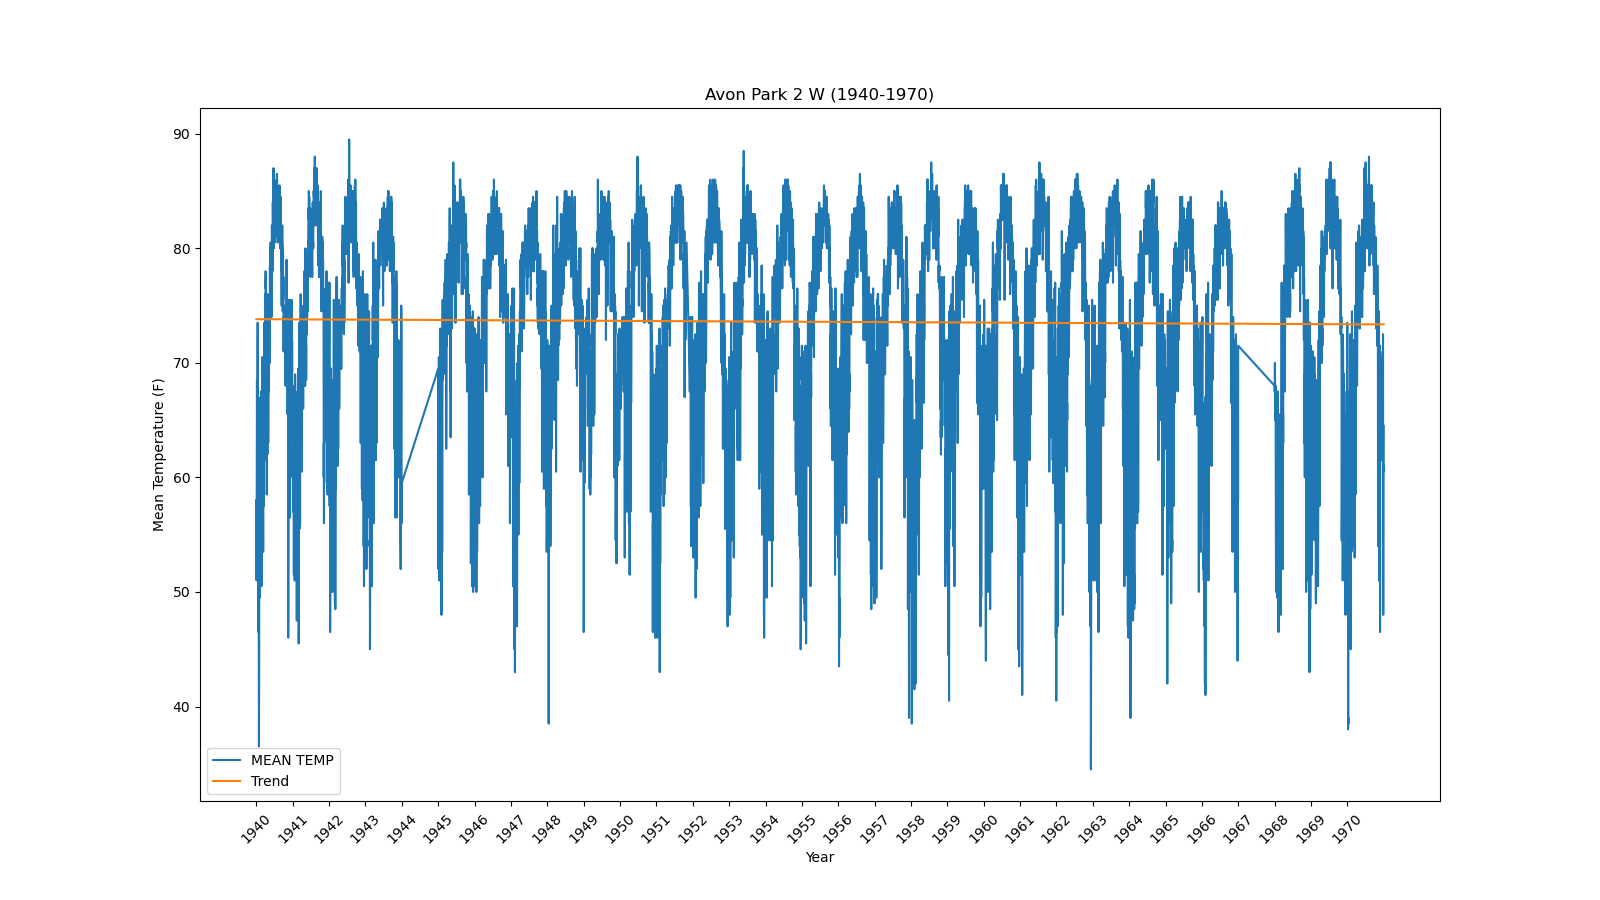 Avon Park 2 W (1940-1970)
Mean Temperature (F)
90
80
70
60
50
40
MEAN TEMP
Trend
1940 1941 1942 1943 1944 1945 1946 1947 1948 1949 1950 1951 1952 1953 1954 1955 1956 1957 1958 1959 1960 1961 1962 1963 1964 1965 1966 1967 1968 1969 1970
Year